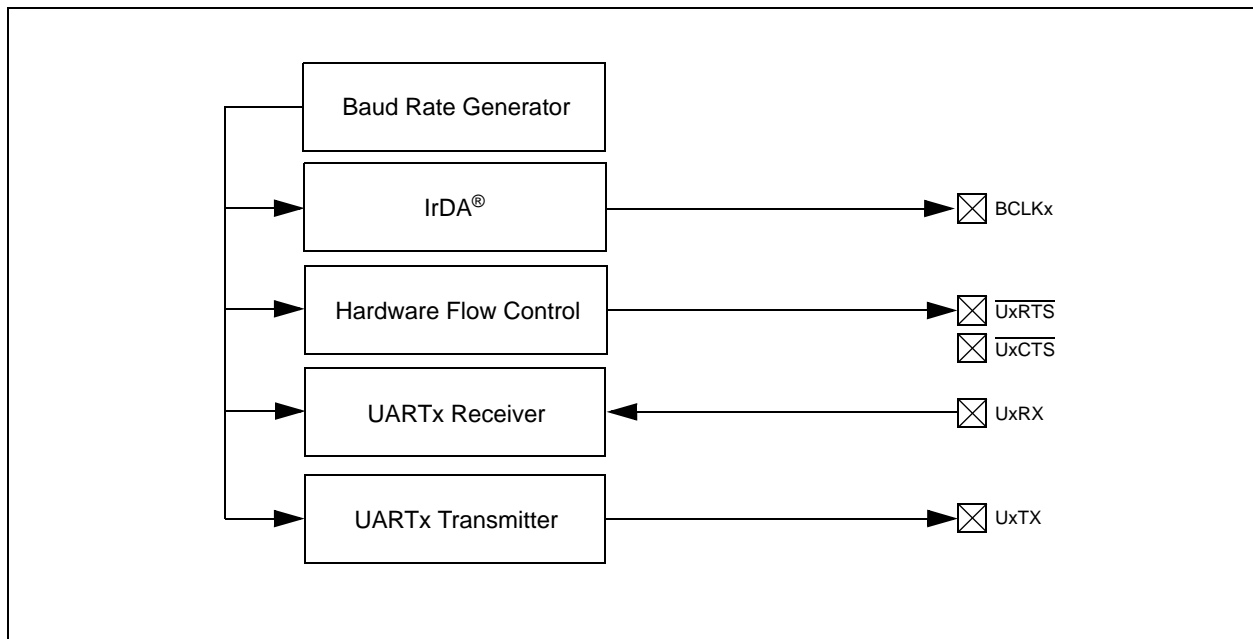 Baud Rate Generator
IrDA®
BCLKx
Hardware Flow Control
UxRTS
UxCTS
UARTx Receiver
UxRX
UARTx Transmitter
UxTX